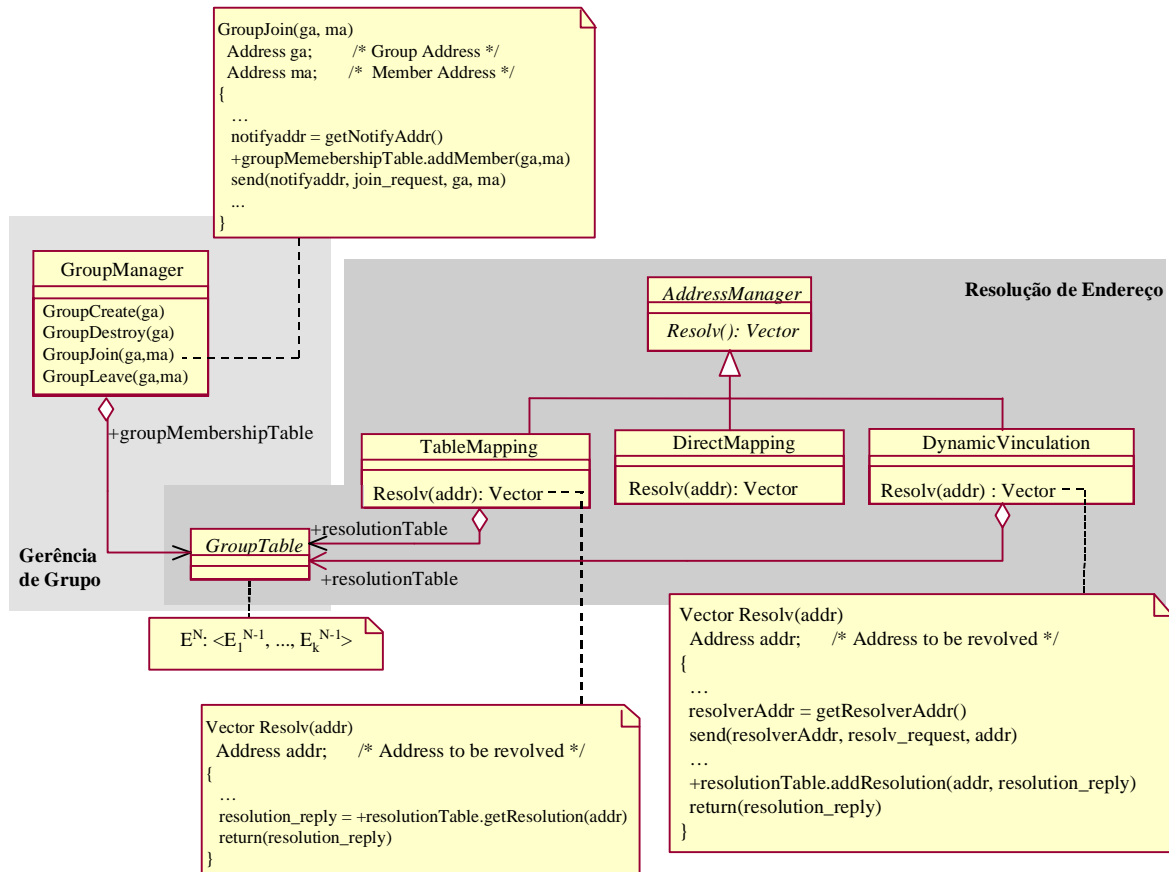 GroupJoin(ga, ma)
Address ga; /* Group Address */
Address ma; /* Member Address */
{
…
notifyaddr = getNotifyAddr()
+groupMemebershipTable.addMember(ga,ma)
send(notifyaddr, join_request, ga, ma)
...
}
GroupManager
GroupCreate(ga)
GroupDestroy(ga)
GroupJoin(ga,ma)
GroupLeave(ga,ma)
+groupMembershipTable
Gerência
de Grupo
Resolução de Endereço
AddressManager
Resolv(): Vector
TableMapping
Resolv(addr): Vector
DirectMapping
Resolv(addr): Vector
DynamicVinculation
Resolv(addr) : Vector
+resolutionTable
+resolutionTable
GroupTable
E^N: <E_1^N-1, ..., E_k^N-1>
Vector Resolv(addr)
Address addr; /* Address to be revolved */
{
…
resolution_reply = +resolutionTable.getResolution(addr)
return(resolution_reply)
}
Vector Resolv(addr)
Address addr; /* Address to be revolved */
{
…
resolverAddr = getResolverAddr()
send(resolverAddr, resolv_request, addr)
…
+resolutionTable.addResolution(addr, resolution_reply)
return(resolution_reply)
}